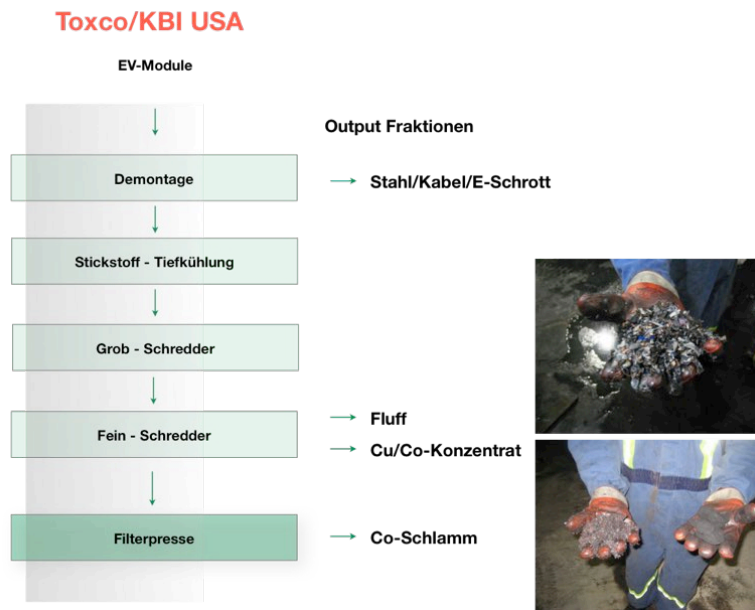 Toxco/KBI USA
EV-Module
Output Fraktionen
Demontage
Stahl/Kabel/E-Schrott
Stickstoff - Tiefkühlung
Grob - Schredder
Fein - Schredder
Fluff
Cu/Co-Konzentrat
Filterpresse
Co-Schlamm